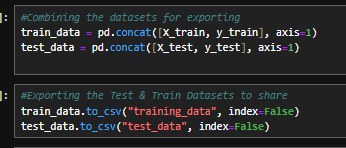 #Combining the datasets for exporting
train_data = pd.concat([X_train, y_train], axis=1)
test_data = pd.concat([X_test, y_test], axis=1)
]:
#Exporting the Test & Train Datasets to share
train_data.to_csv("training_data", index=False)
test_data.to_csv("test_data", index=False)
]: